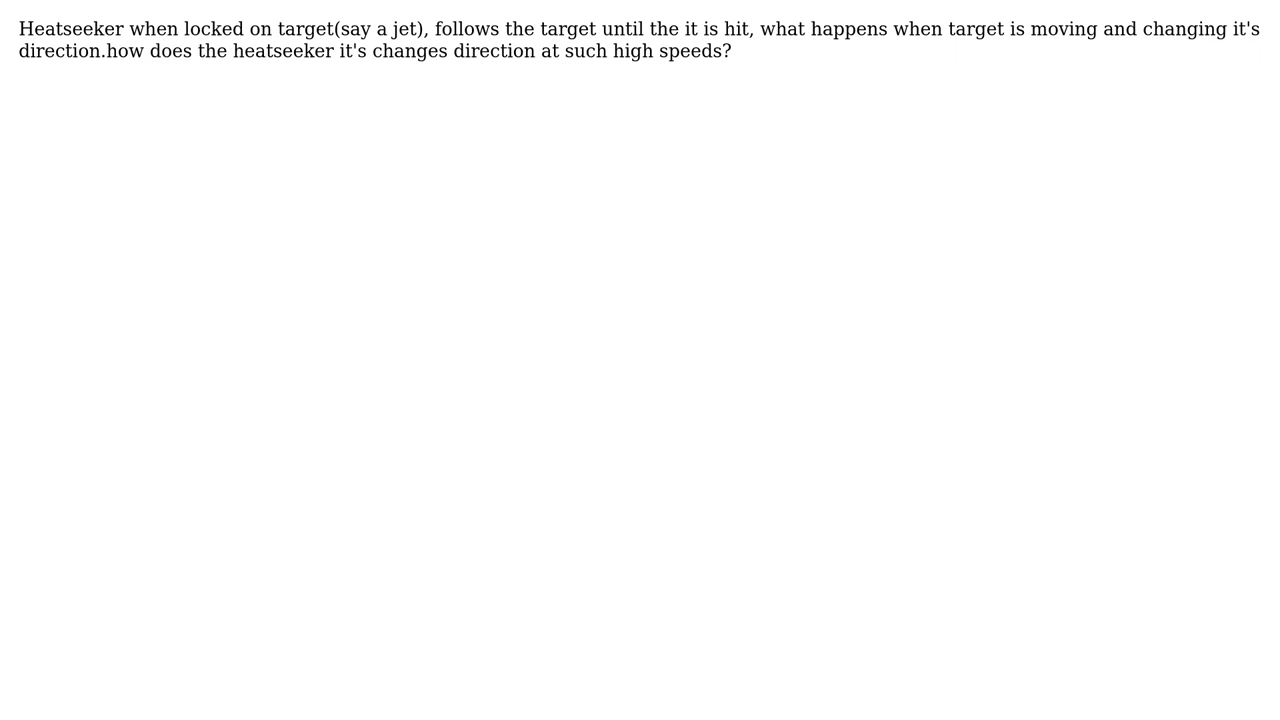 Heatseeker when locked on target(say a jet), follows the target until the it is hit, what happens when target is moving and changing it's
direction.how does the heatseeker it's changes direction at such high speeds?